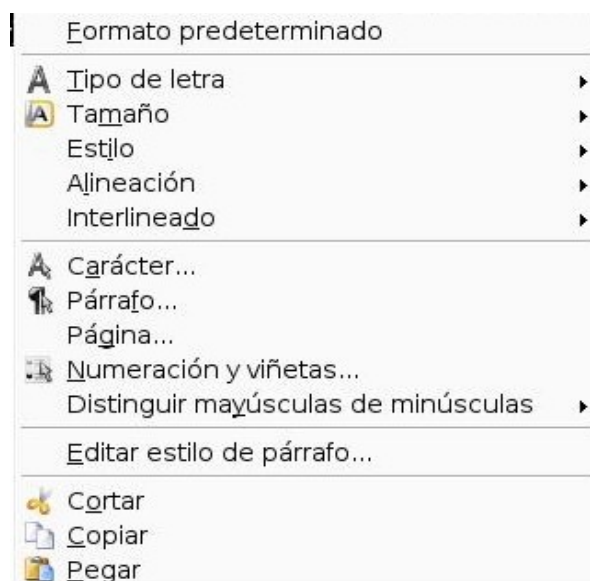 Formato predeterminado
Tipo de letra
Tamaño
Estilo
Alineación
Interlineado
Carácter...
Párrafo...
Página...
Numeración y viñetas...
Distinguir mayúsculas de minúsculas
Editar estilo de párrafo...
Cortar
Copiar
Pegar